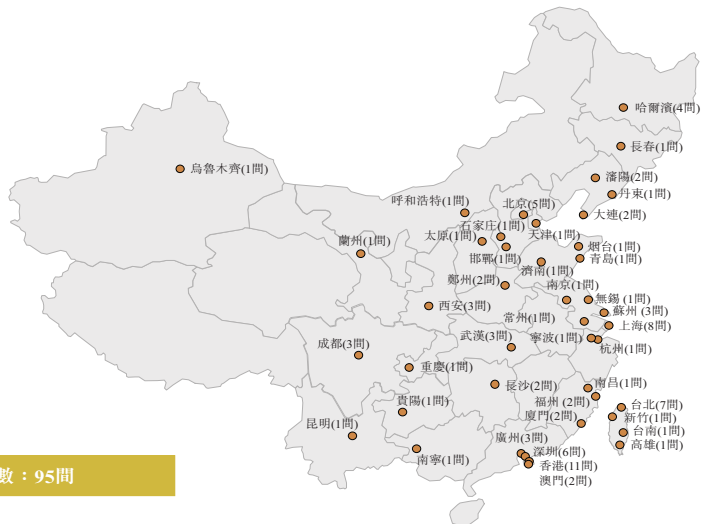 哈爾濱(4間)
長春(1間)
烏魯木齊(1間)
瀋陽(2間)
丹東(1間)
呼和浩特(1間)
北京(5間)
大連(2間)
石家庄(1間)
太原(1間)
天津(1間)
蘭州(1間)
烟台(1間)
邯鄲(1間)
青島(1間)
濟南(1間)
鄭州(2間)
南京(1間)
無錫 (1間)
西安(3間)
蘇州 (3間)
常州(1間)
上海(8間)
武漢(3間)
寧波(1間)
成都(3間)
杭州(1間)
重慶(1間)
長沙(2間)
南昌(1間)
貴陽(1間)
福州 (2間)
台北(7間)
廈門(2間)
新竹(1間)
昆明(1間)
台南(1間)
廣州(3間)
高雄(1間)
深圳(6間)
南寧(1間)
香港(11間)
數：95間
澳門(2間)